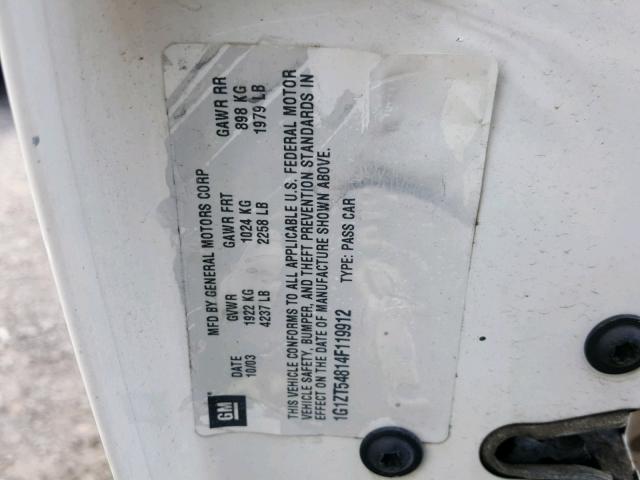 GM
MFD BY GENERAL MOTORS CORP
DATE GVWR GAWR FRT GAWR RR
10/03 1922 KG 1024 KG 898 KG
4237 LB 2258 LB 1979 LB
THIS VEHICLE CONFORMS TO ALL APPLICABLE U.S. FEDERAL MOTOR
VEHICLE SAFETY, BUMPER, AND THEFT PREVENTION STANDARDS IN
EFFECT ON THE DATE OF MANUFACTURE SHOWN ABOVE.
1G1ZT54814F119912 TYPE: PASS CAR